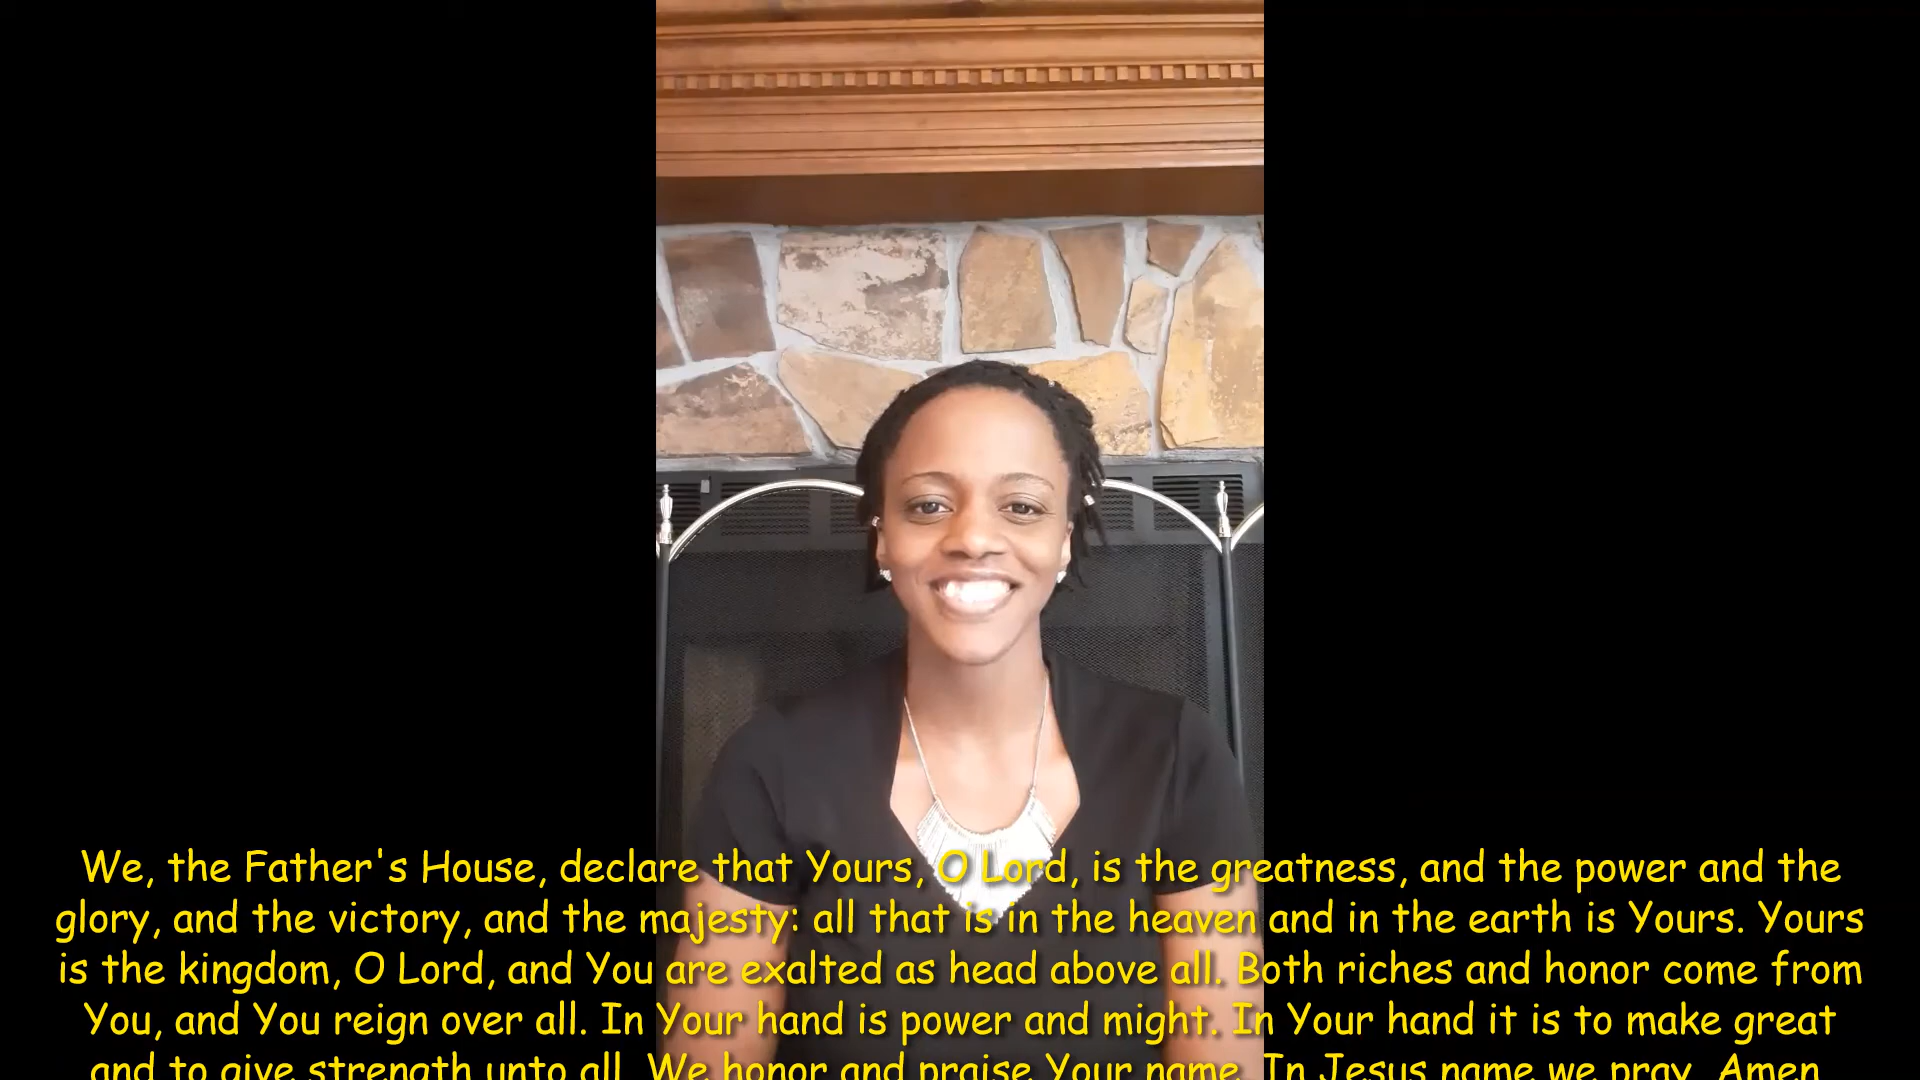 We, the Father's House, declare that Yours, O Lord, is the greatness, and the power and the
glory, and the victory, and the majesty: all that is in the heaven and in the earth is Yours. Yours
is the kingdom, O Lord, and You are exalted as head above all. Both riches and honor come from
You, and You reign over all. In Your hand is power and might. In Your hand it is to make great
and to give strength unto all. We honor and praise Your name. In Jesus name we pray, Amen